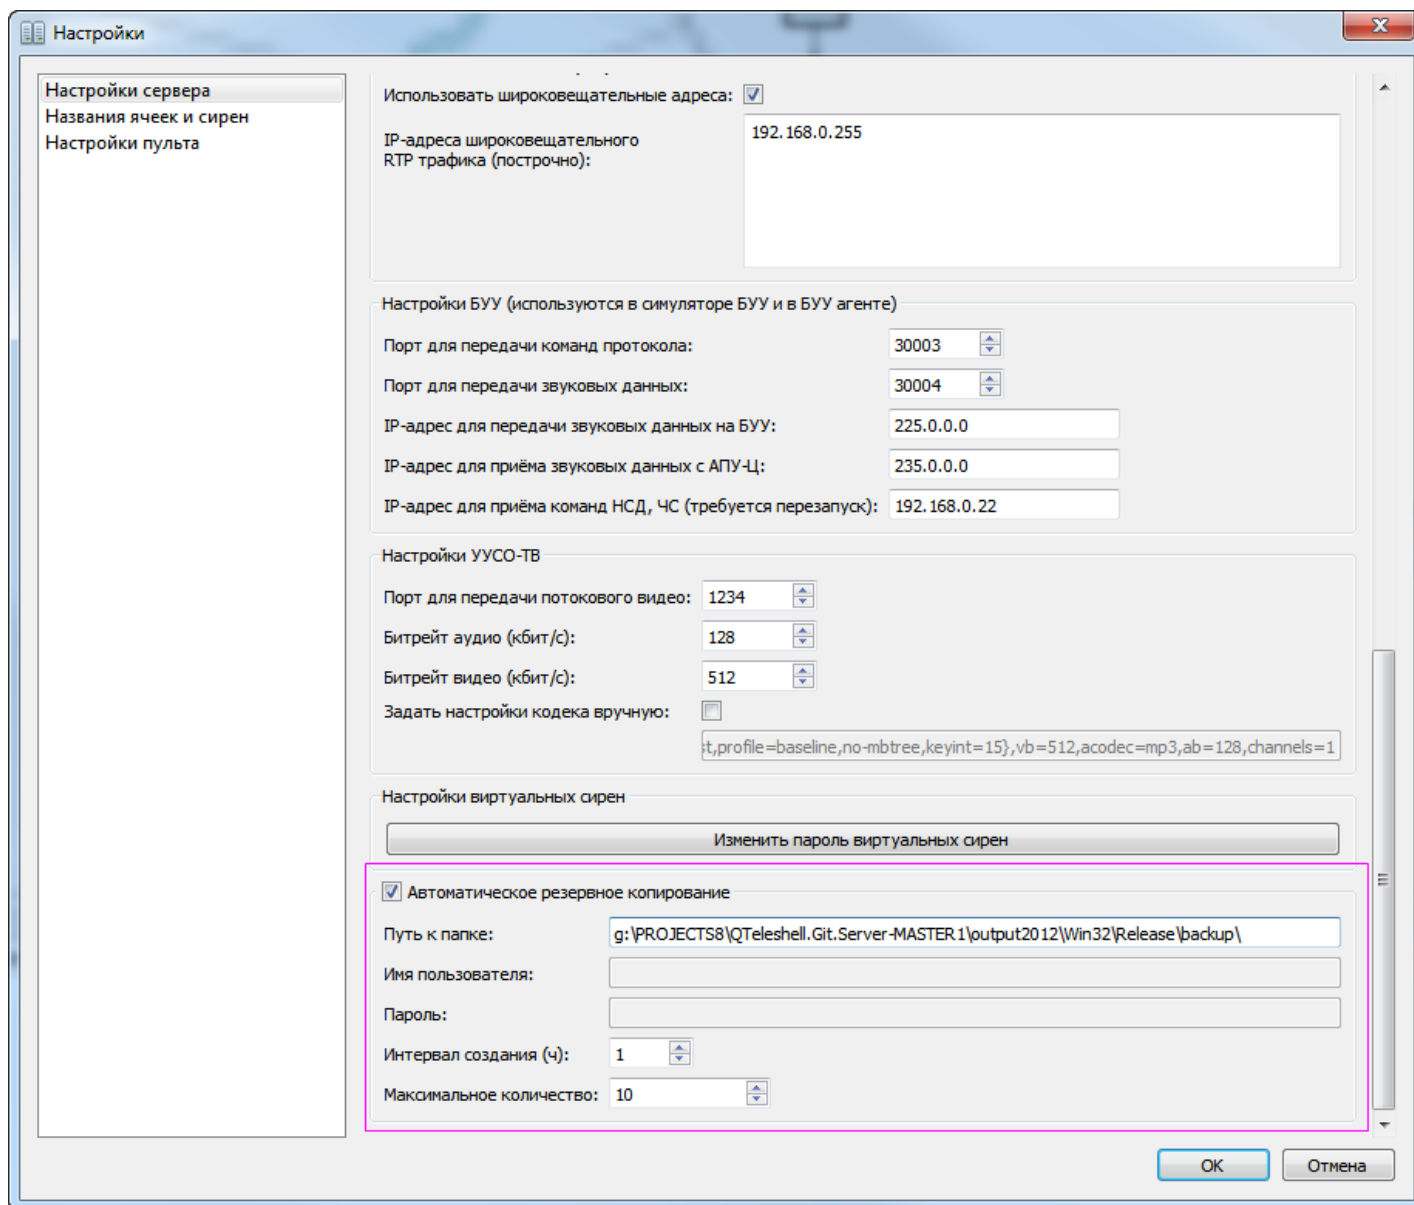 Настройки
Настройки сервера
Названия ячеек и сирен
Настройки пульта
Использовать широковещательные адреса:
IP-адреса широковещательного
RTP трафика (построчно):
192.168.0.255
Настройки БУУ (используются в симуляторе БУУ и в БУУ агенте)
Порт для передачи команд протокола: 30003
Порт для передачи звуковых данных: 30004
IP-адрес для передачи звуковых данных на БУУ: 225.0.0.0
IP-адрес для приёма звуковых данных с АПУ-Ц: 235.0.0.0
IP-адрес для приёма команд НСД, ЧС (требуется перезапуск): 192.168.0.22
Настройки УУСО-ТВ
Порт для передачи потокового видео: 1234
Битрейт аудио (кбит/с): 128
Битрейт видео (кбит/с): 512
Задать настройки кодека вручную:
st,profile=baseline,no-mbtree,keyint=15},vb=512,acodec=mp3,ab=128,channels=1
Настройки виртуальных сирен
Изменить пароль виртуальных сирен
Автоматическое резервное копирование
Путь к папке: g:\PROJECTS8\QTeleshell.Git.Server-MASTER1\output2012\Win32\Release\backup\
Имя пользователя:
Пароль:
Интервал создания (ч): 1
Максимальное количество: 10
OK Отмена